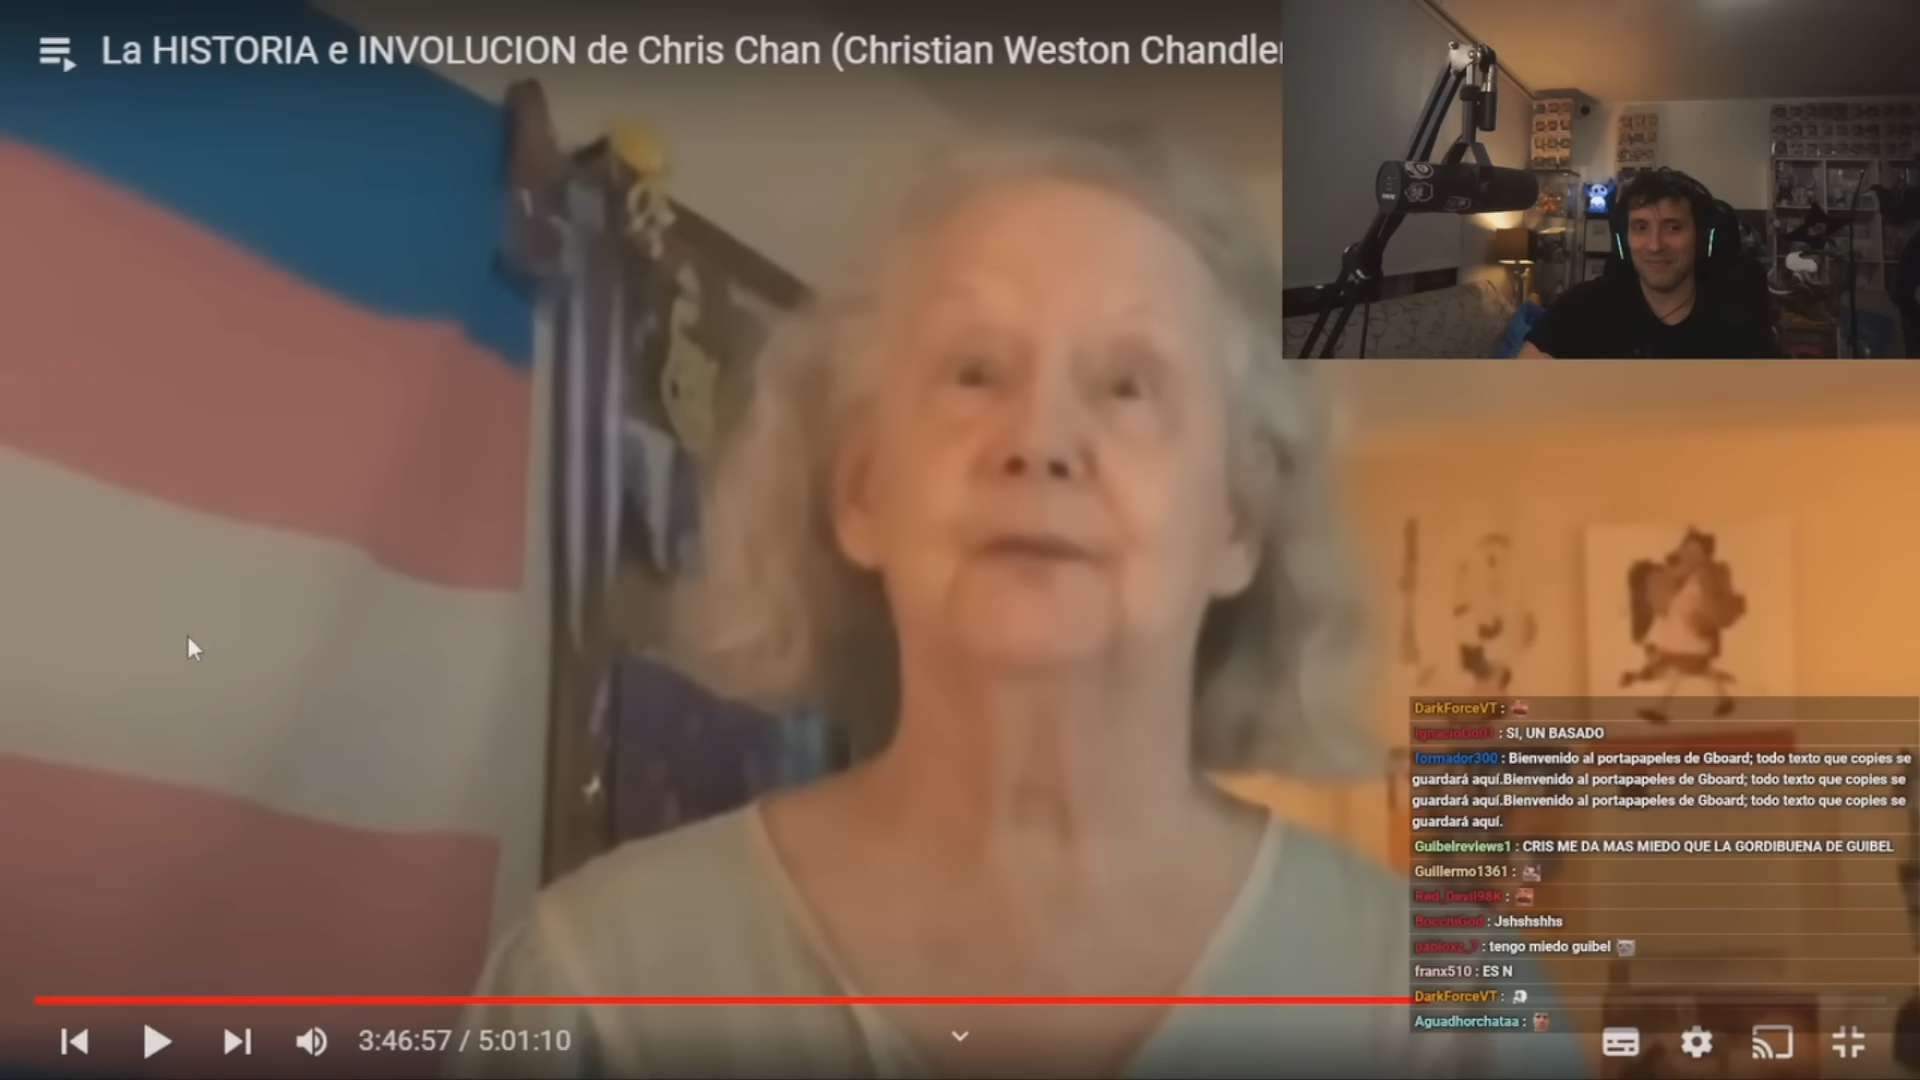 La HISTORIA e INVOLUCION de Chris Chan (Christian Weston Chandler
DarkForceVT :
: SI, UN BASADO
formador300 : Bienvenido al portapapeles de Gboard; todo texto que copies se
guardará aquí.Bienvenido al portapapeles de Gboard; todo texto que copies se
guardará aquí.Bienvenido al portapapeles de Gboard; todo texto que copies se
guardará aquí.
Guibelreviews1 : CRIS ME DA MAS MIEDO QUE LA GORDIBUENA DE GUIBEL
Guillermo1361 :
Red_Devil98K :
BocchiGod : Jshshshhs
: tengo miedo guibel
franx510 : ES N
DarkForceVT :
Aguadhorchataa :
3:46:57 / 5:01:10